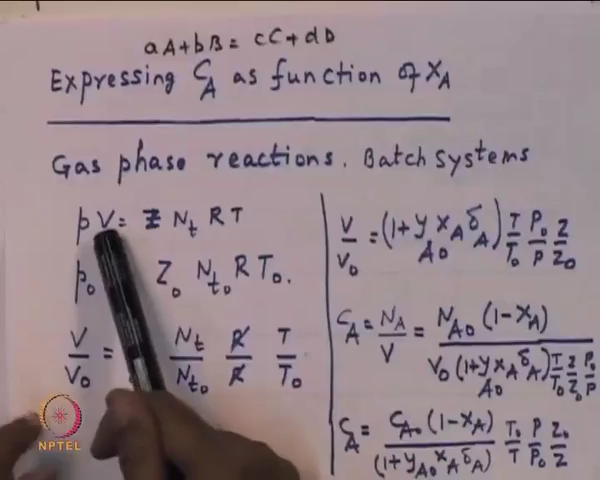 aA+bB = cC+dD
Expressing C_A as function of X_A
Gas phase reactions. Batch systems
pV = Z N_t RT
p_0 Z_0 N_t0 R T_0.
V/V_0 = N_t/N_t0 R/R T/T_0
V/V_0 = (1+y_A0 X_A δ_A) T/T_0 P_0/P Z/Z_0
C_A = N_A/V = N_A0 (1-X_A) / V_0 (1+y_A0 X_A δ_A) T/T_0 Z/Z_0 P_0/P
C_A = C_A0 (1-X_A) / (1+y_A0 X_A δ_A) T_0/T P/P_0 Z_0/Z
NPTEL